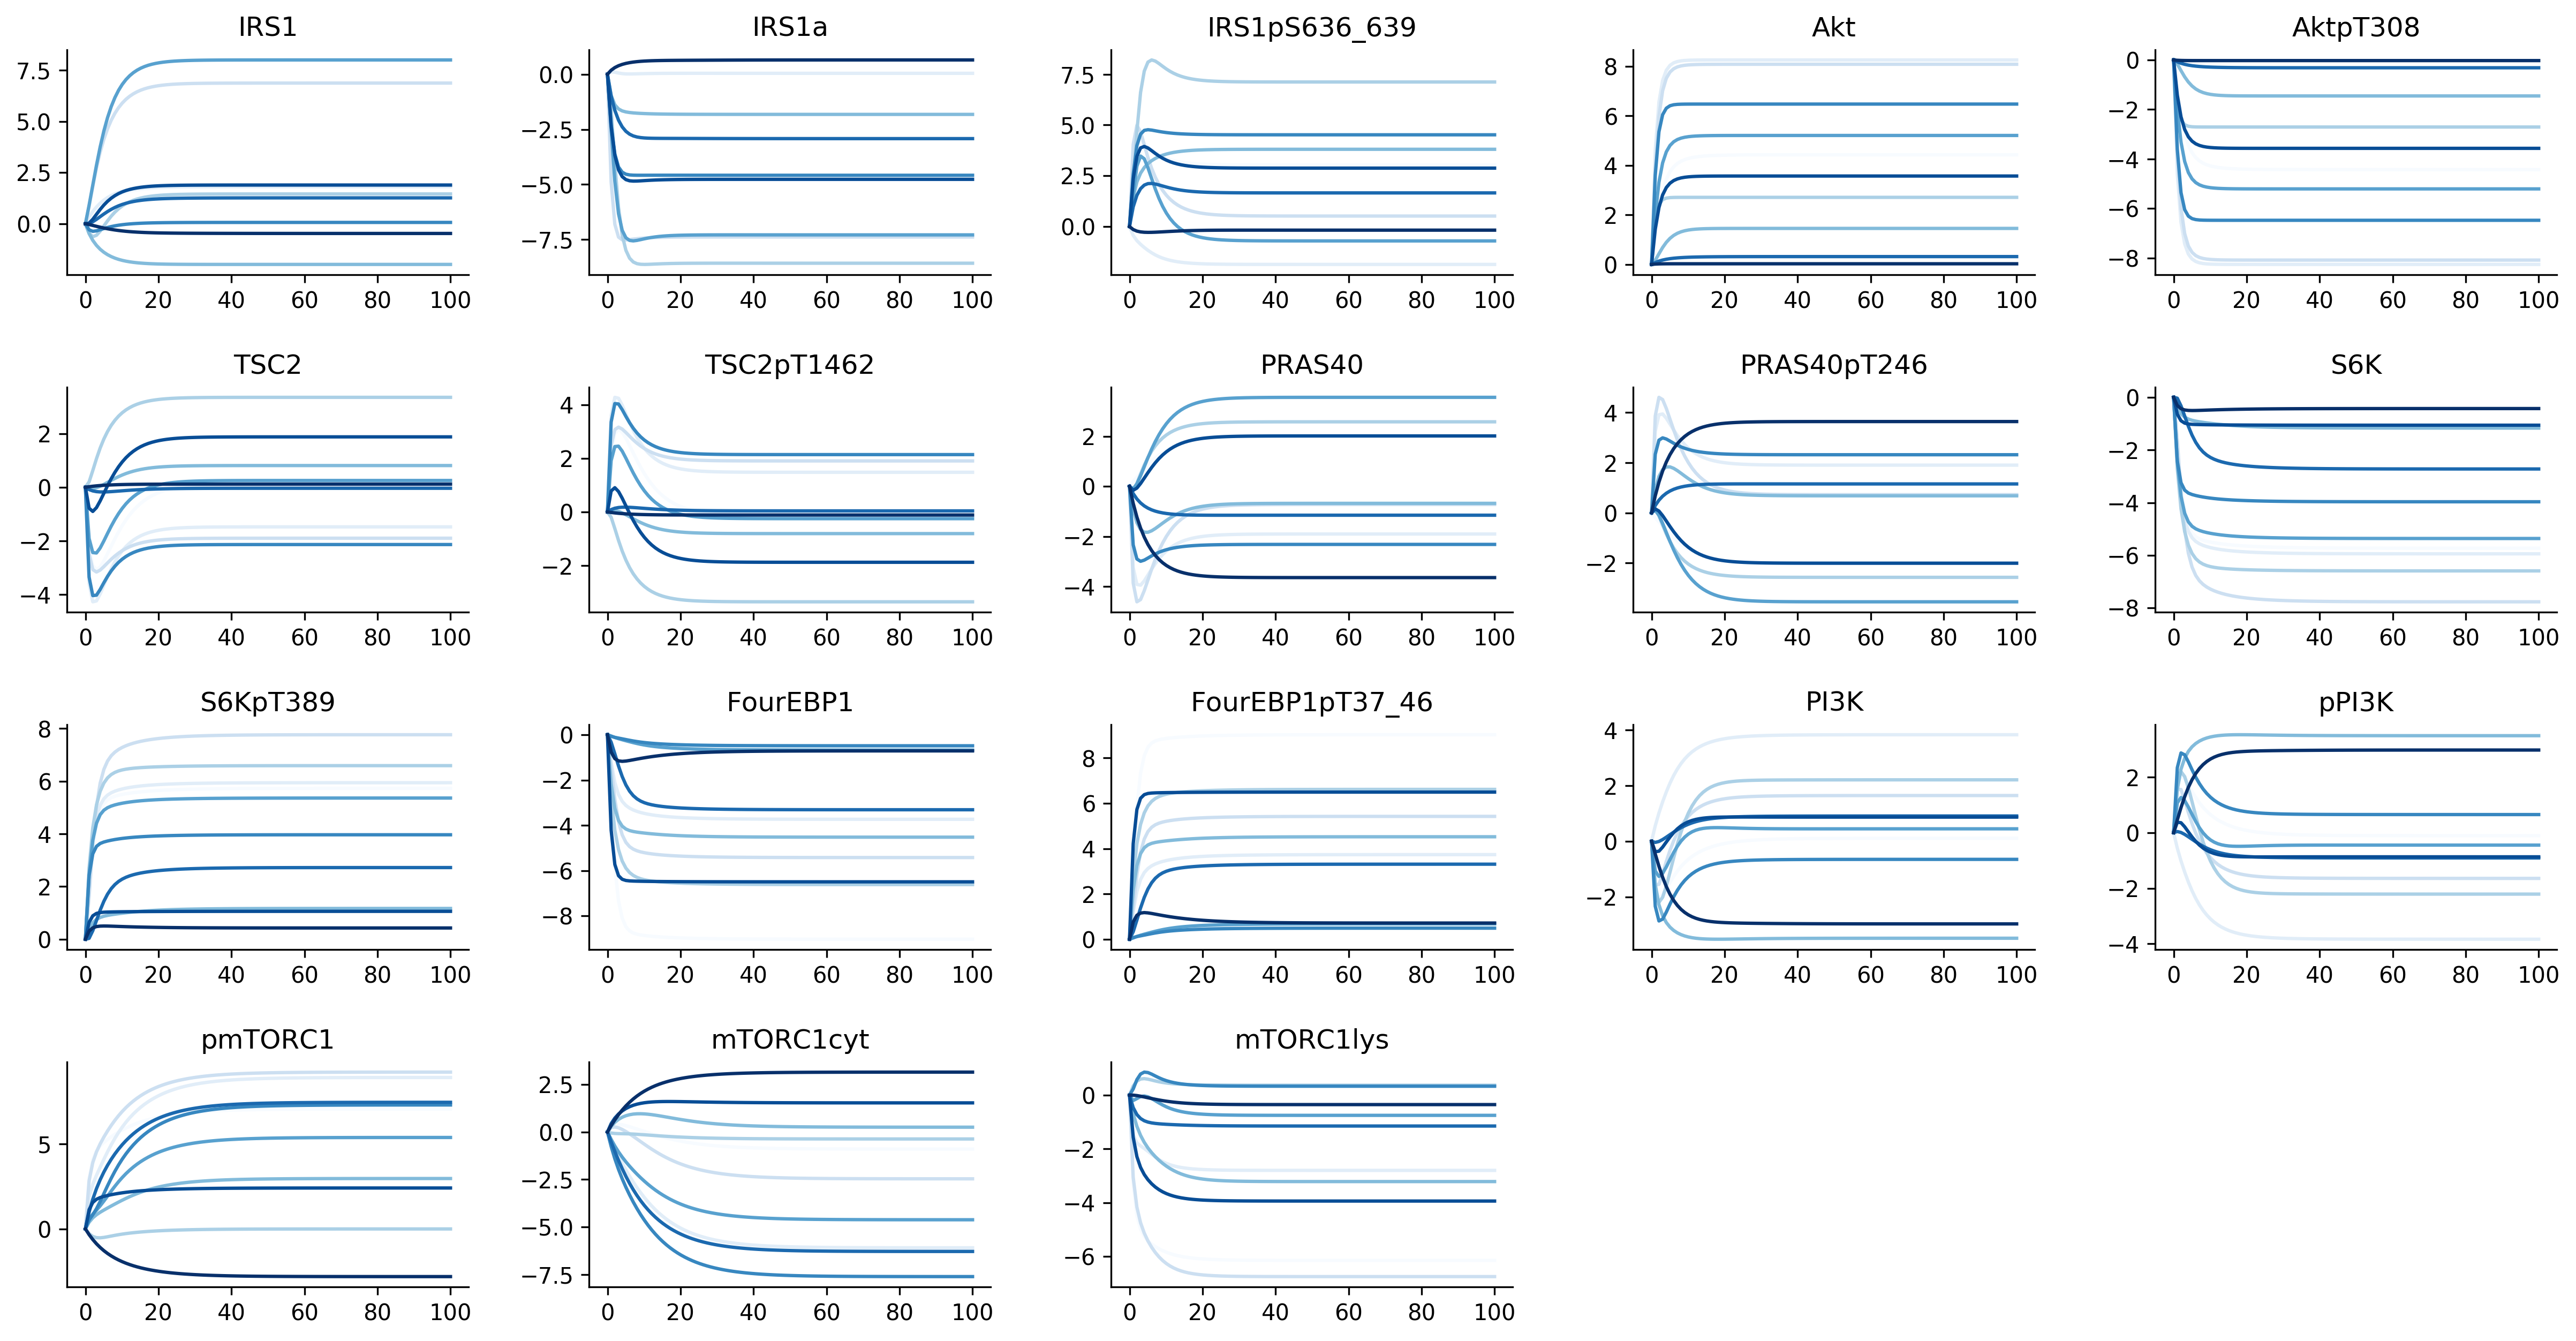 IRS1 IRS1a IRS1pS636_639 Akt AktpT308
7.5 5.0 2.5 0.0
0.0 −2.5 −5.0 −7.5
7.5 5.0 2.5 0.0
8 6 4 2 0
0 −2 −4 −6 −8
0 20 40 60 80 100 0 20 40 60 80 100 0 20 40 60 80 100 0 20 40 60 80 100 0 20 40 60 80 100
TSC2 TSC2pT1462 PRAS40 PRAS40pT246 S6K
2 0 −2 −4
4 2 0 −2
2 0 −2 −4
4 2 0 −2
0 −2 −4 −6 −8
0 20 40 60 80 100 0 20 40 60 80 100 0 20 40 60 80 100 0 20 40 60 80 100 0 20 40 60 80 100
S6KpT389 FourEBP1 FourEBP1pT37_46 PI3K pPI3K
8 6 4 2 0
0 −2 −4 −6 −8
8 6 4 2 0
4 2 0 −2
2 0 −2 −4
0 20 40 60 80 100 0 20 40 60 80 100 0 20 40 60 80 100 0 20 40 60 80 100 0 20 40 60 80 100
pmTORC1 mTORC1cyt mTORC1lys
5 0
2.5 0.0 −2.5 −5.0 −7.5
0 −2 −4 −6
0 20 40 60 80 100 0 20 40 60 80 100 0 20 40 60 80 100